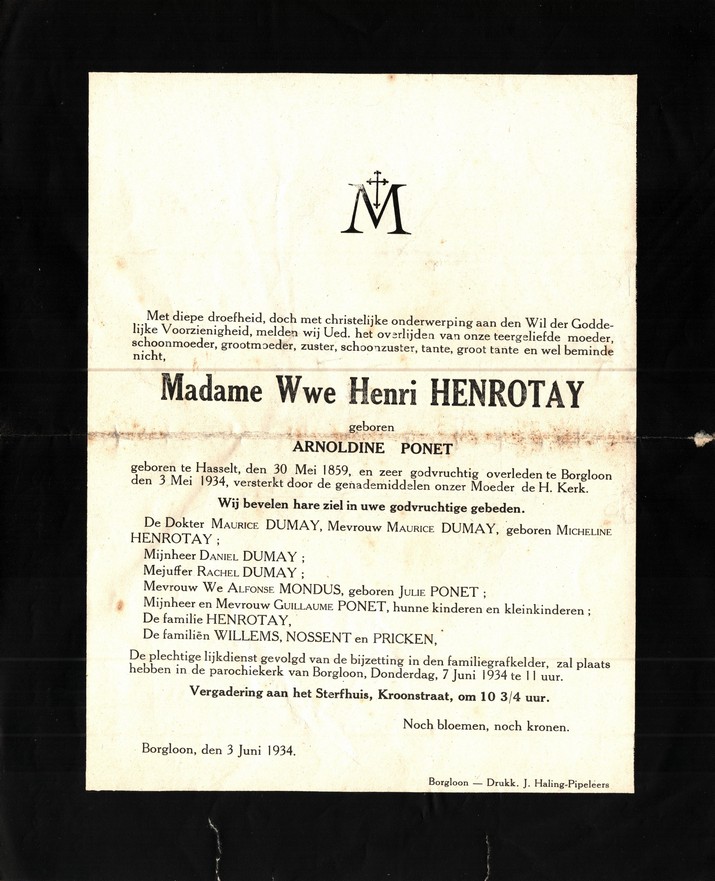 M
Met diepe droefheid, doch met christelijke onderwerping aan den Wil der Godde-
lijke Voorzienigheid, melden wij Ued. het overlijden van onze teergeliefde moeder,
schoonmoeder, grootmoeder, zuster, schoonzuster, tante, groot tante en wel beminde
nicht,
Madame Wwe Henri HENROTAY
geboren
ARNOLDINE PONET
geboren te Hasselt, den 30 Mei 1859, en zeer godvruchtig overleden te Borgloon
den 3 Mei 1934, versterkt door de genademiddelen onzer Moeder de H. Kerk.
Wij bevelen hare ziel in uwe godvruchtige gebeden.
De Dokter MAURICE DUMAY, Mevrouw MAURICE DUMAY, geboren MICHELINE
HENROTAY ;
Mijnheer DANIEL DUMAY ;
Mejuffer RACHEL DUMAY ;
Mevrouw We ALFONSE MONDUS, geboren JULIE PONET ;
Mijnheer en Mevrouw GUILLAUME PONET, hunne kinderen en kleinkinderen ;
De familie HENROTAY,
De familiën WILLEMS, NOSSENT en PRICKEN,
De plechtige lijkdienst gevolgd van de bijzetting in den familiegrafkelder, zal plaats
hebben in de parochiekerk van Borgloon, Donderdag, 7 Juni 1934 te 11 uur.
Vergadering aan het Sterfhuis, Kroonstraat, om 10 3/4 uur.
Noch bloemen, noch kronen.
Borgloon, den 3 Juni 1934.
Borgloon — Drukk. J. Haling-Pipeleers